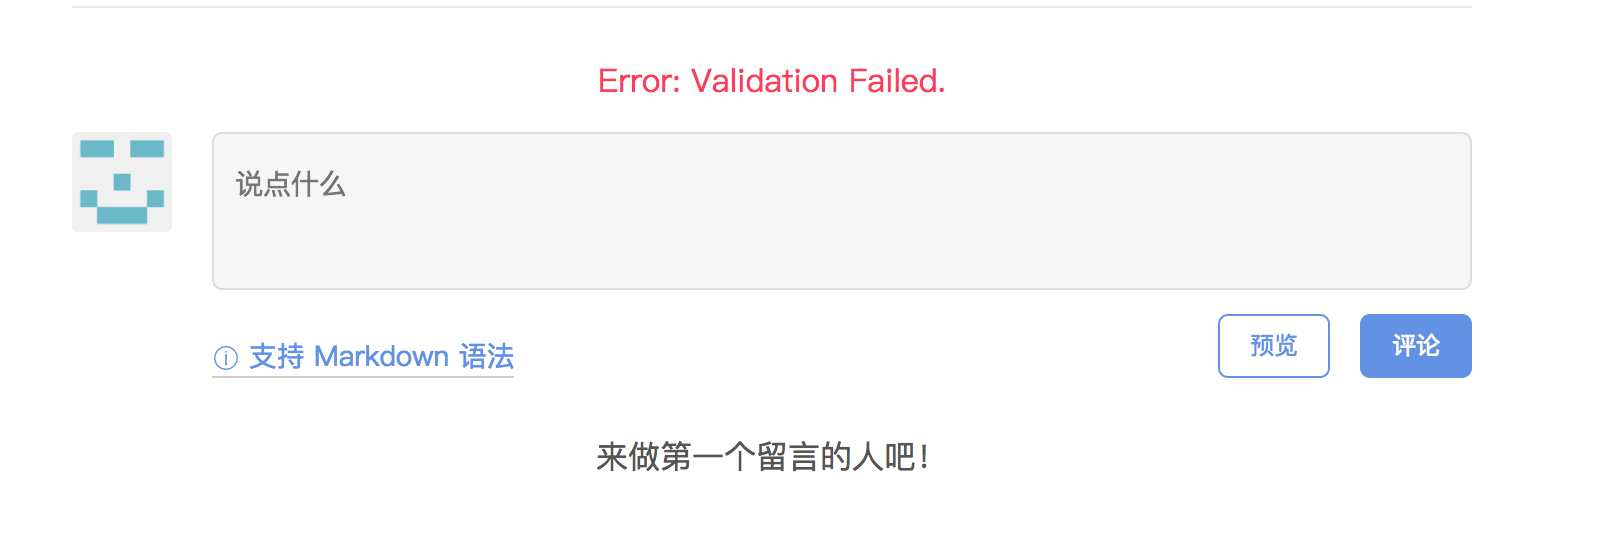 Error: Validation Failed.
说点什么
ⓘ 支持 Markdown 语法
预览
评论
来做第一个留言的人吧！